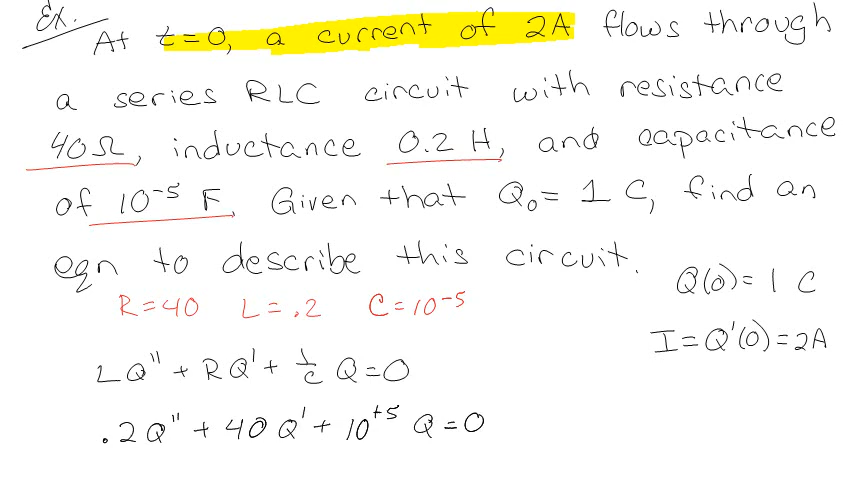 Ex.
At t=0, a current of 2A flows through
a series RLC circuit with resistance
40Ω, inductance 0.2 H, and capacitance
of 10⁻⁵ F. Given that Q₀= 1 C, find an
eqn to describe this circuit.
R=40 L=.2 C=10⁻⁵
Q(0)= 1 C
I=Q'(0)=2A
LQ'' + RQ' + 1/C Q=0
.2Q'' + 40Q' + 10⁺⁵ Q=0